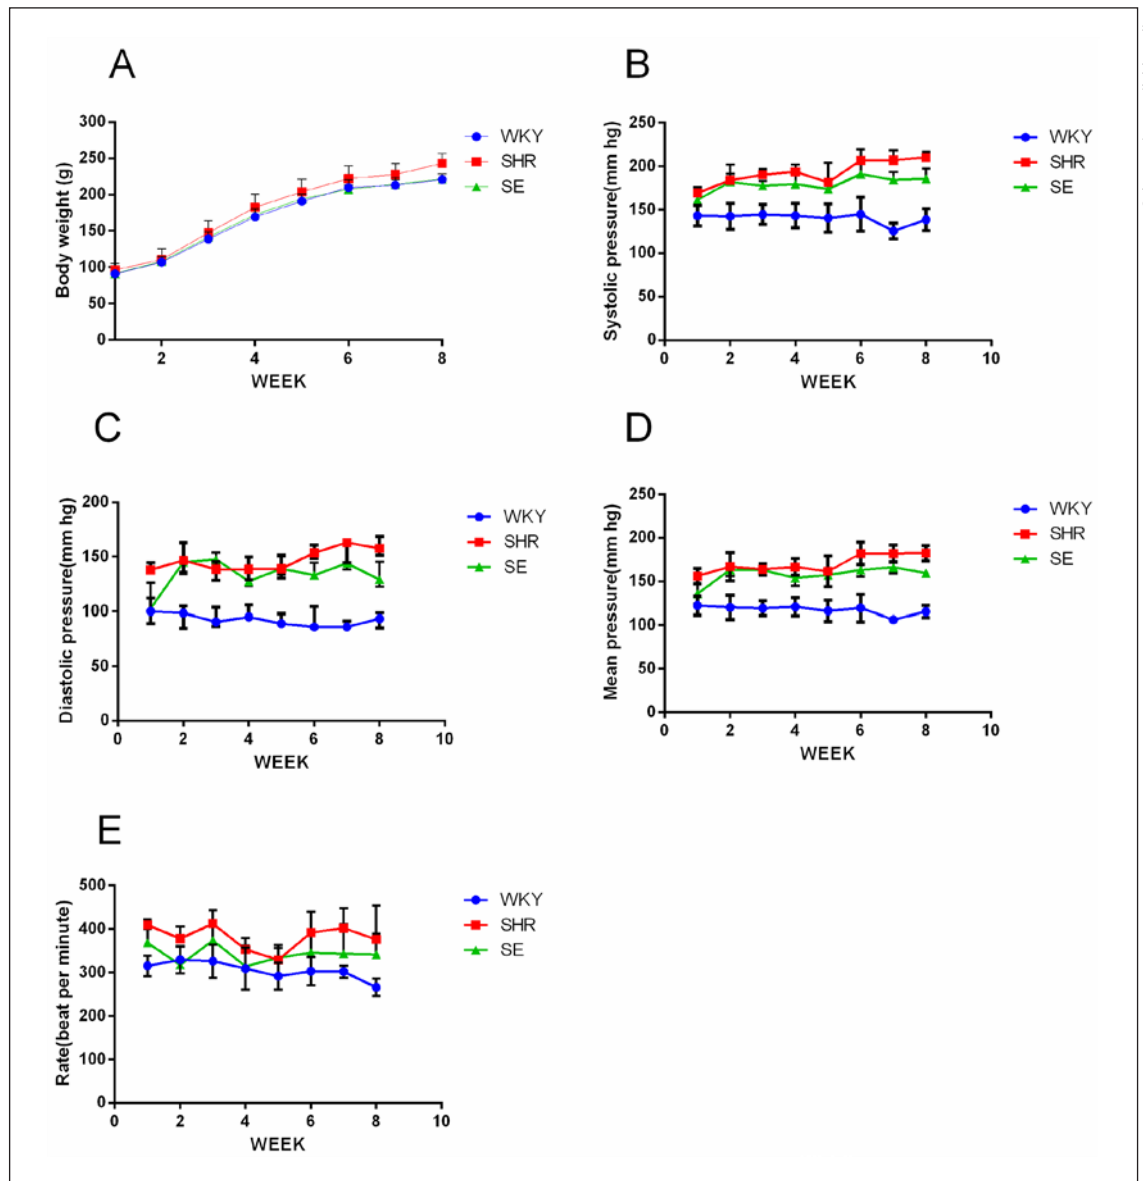 A
300
250
200
150
100
50
0
Body weight (g)
2
4
6
8
WEEK
WKY
SHR
SE
B
250
200
150
100
50
0
Systolic pressure(mm hg)
0
2
4
6
8
10
WEEK
WKY
SHR
SE
C
200
150
100
50
0
Diastolic pressure(mm hg)
0
2
4
6
8
10
WEEK
WKY
SHR
SE
D
250
200
150
100
50
0
Mean pressure(mm hg)
0
2
4
6
8
10
WEEK
WKY
SHR
SE
E
500
400
300
200
100
0
Rate(beat per minute)
0
2
4
6
8
10
WEEK
WKY
SHR
SE